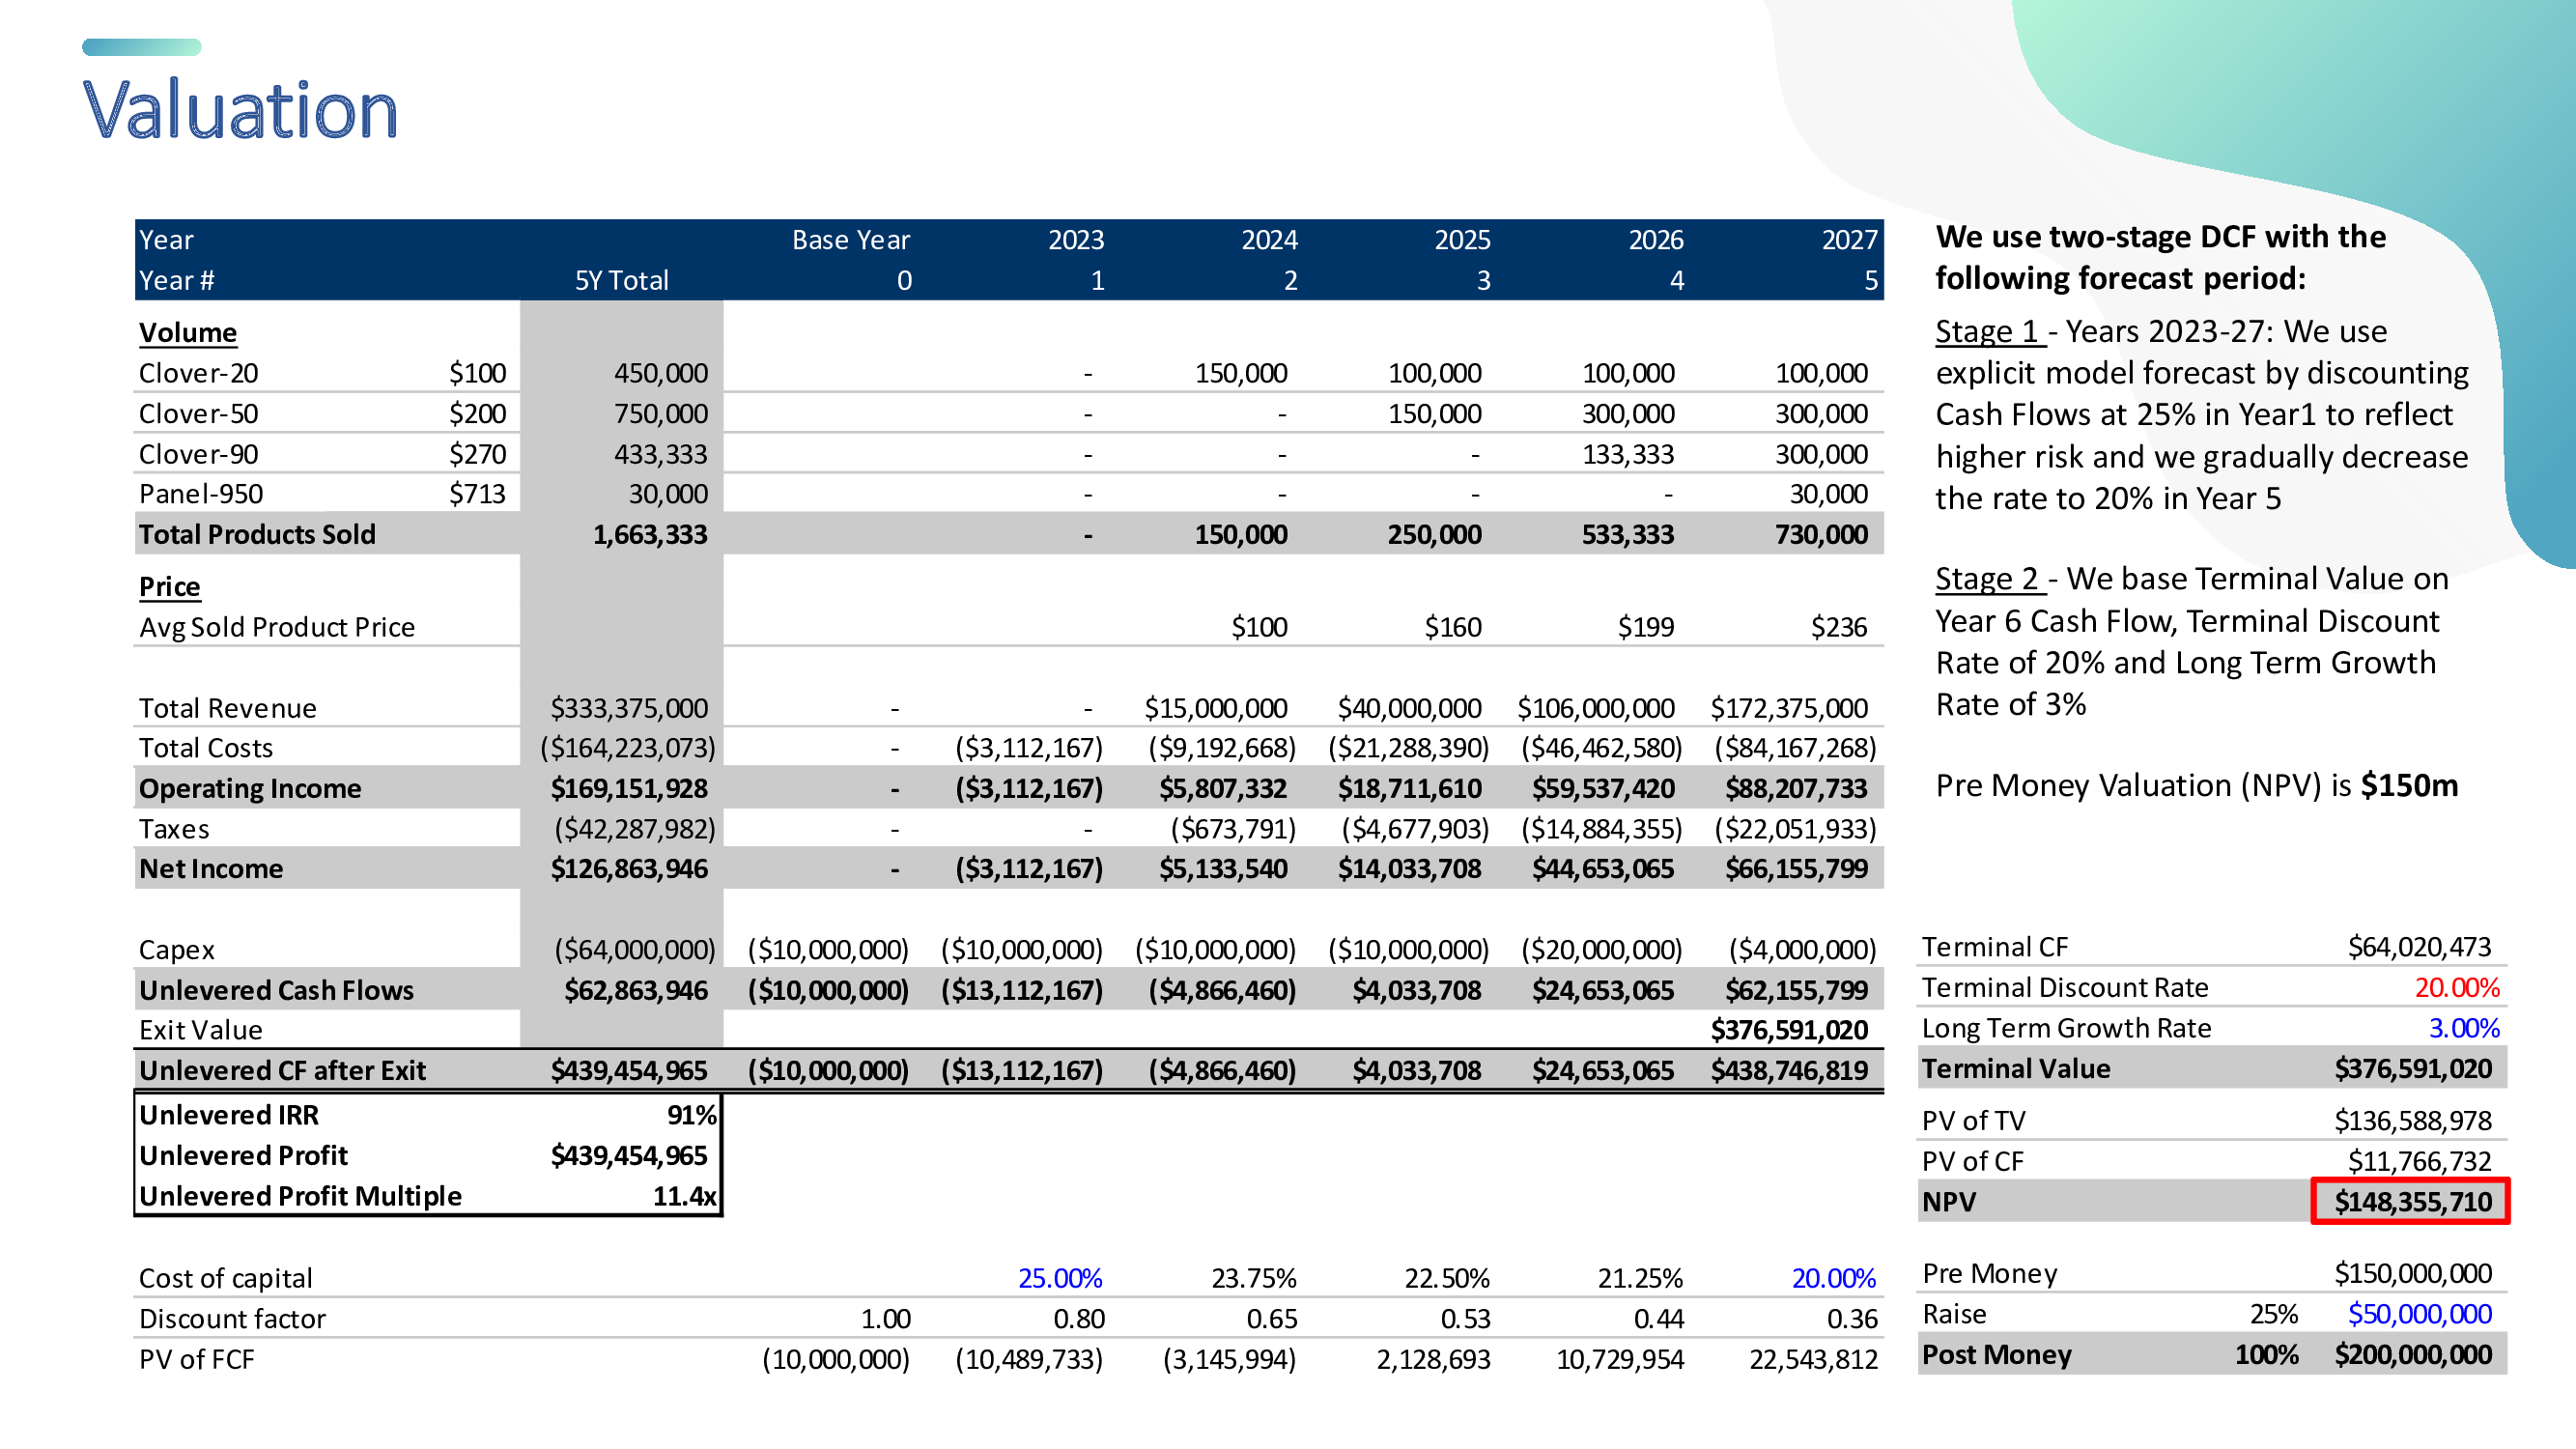 Valuation
Year Base Year 2023 2024 2025 2026 2027
Year # 5Y Total 0 1 2 3 4 5
Volume
Clover-20 $100 450,000 - 150,000 100,000 100,000 100,000
Clover-50 $200 750,000 - - 150,000 300,000 300,000
Clover-90 $270 433,333 - - - 133,333 300,000
Panel-950 $713 30,000 - - - - 30,000
Total Products Sold 1,663,333 - 150,000 250,000 533,333 730,000
Price
Avg Sold Product Price $100 $160 $199 $236
Total Revenue $333,375,000 - - $15,000,000 $40,000,000 $106,000,000 $172,375,000
Total Costs ($164,223,073) - ($3,112,167) ($9,192,668) ($21,288,390) ($46,462,580) ($84,167,268)
Operating Income $169,151,928 - ($3,112,167) $5,807,332 $18,711,610 $59,537,420 $88,207,733
Taxes ($42,287,982) - - ($673,791) ($4,677,903) ($14,884,355) ($22,051,933)
Net Income $126,863,946 - ($3,112,167) $5,133,540 $14,033,708 $44,653,065 $66,155,799
Capex ($64,000,000) ($10,000,000) ($10,000,000) ($10,000,000) ($10,000,000) ($20,000,000) ($4,000,000)
Unlevered Cash Flows $62,863,946 ($10,000,000) ($13,112,167) ($4,866,460) $4,033,708 $24,653,065 $62,155,799
Exit Value $376,591,020
Unlevered CF after Exit $439,454,965 ($10,000,000) ($13,112,167) ($4,866,460) $4,033,708 $24,653,065 $438,746,819
Unlevered IRR 91%
Unlevered Profit $439,454,965
Unlevered Profit Multiple 11.4x
Cost of capital 25.00% 23.75% 22.50% 21.25% 20.00%
Discount factor 1.00 0.80 0.65 0.53 0.44 0.36
PV of FCF (10,000,000) (10,489,733) (3,145,994) 2,128,693 10,729,954 22,543,812
We use two-stage DCF with the
following forecast period:
Stage 1 - Years 2023-27: We use
explicit model forecast by discounting
Cash Flows at 25% in Year1 to reflect
higher risk and we gradually decrease
the rate to 20% in Year 5
Stage 2 - We base Terminal Value on
Year 6 Cash Flow, Terminal Discount
Rate of 20% and Long Term Growth
Rate of 3%
Pre Money Valuation (NPV) is $150m
Terminal CF $64,020,473
Terminal Discount Rate 20.00%
Long Term Growth Rate 3.00%
Terminal Value $376,591,020
PV of TV $136,588,978
PV of CF $11,766,732
NPV $148,355,710
Pre Money $150,000,000
Raise 25% $50,000,000
Post Money 100% $200,000,000